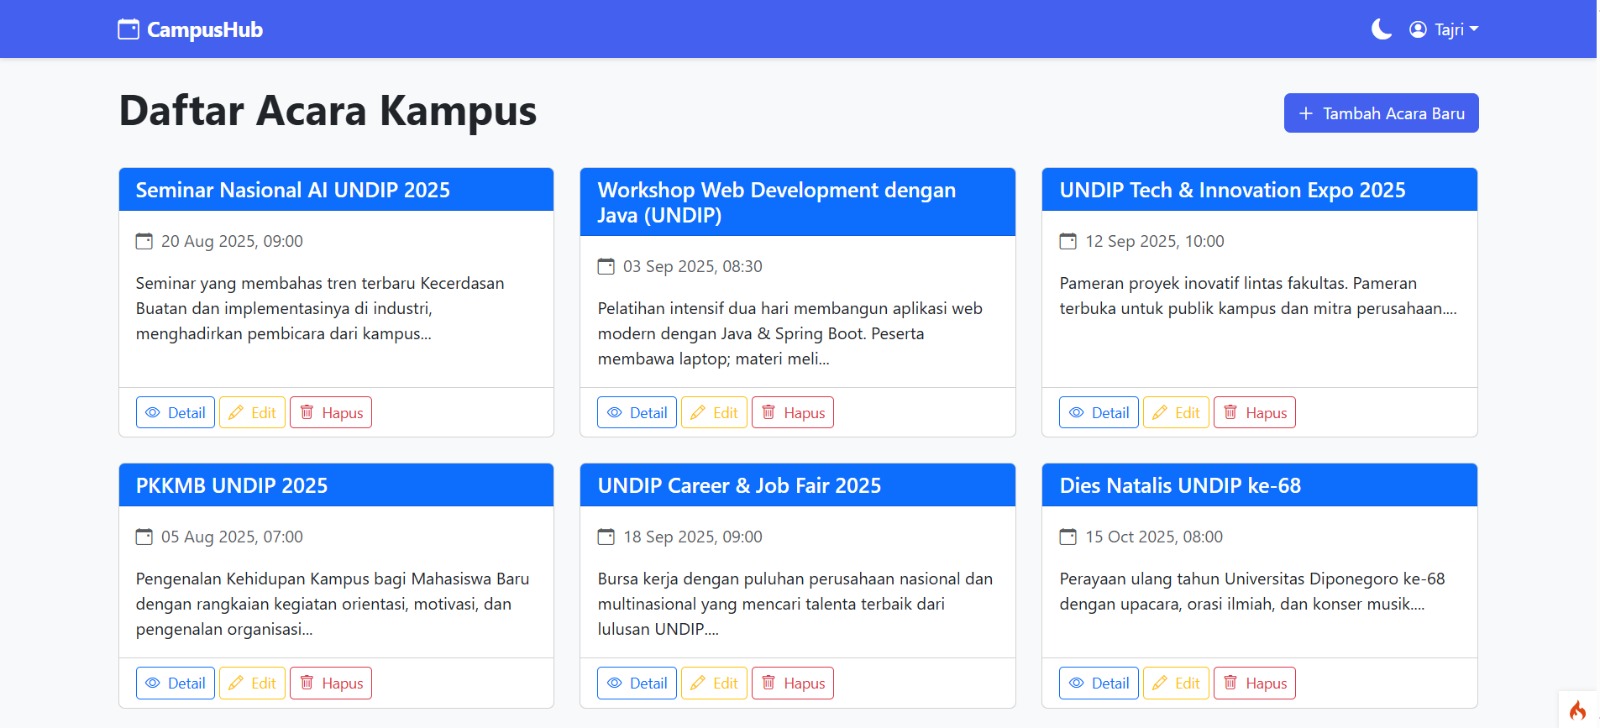 CampusHub
Tajri
Daftar Acara Kampus
Tambah Acara Baru
Seminar Nasional AI UNDIP 2025
20 Aug 2025, 09:00
Seminar yang membahas tren terbaru Kecerdasan
Buatan dan implementasinya di industri,
menghadirkan pembicara dari kampus...
Detail Edit Hapus
Workshop Web Development dengan
Java (UNDIP)
03 Sep 2025, 08:30
Pelatihan intensif dua hari membangun aplikasi web
modern dengan Java & Spring Boot. Peserta
membawa laptop; materi meli...
Detail Edit Hapus
UNDIP Tech & Innovation Expo 2025
12 Sep 2025, 10:00
Pameran proyek inovatif lintas fakultas. Pameran
terbuka untuk publik kampus dan mitra perusahaan....
Detail Edit Hapus
PKKMB UNDIP 2025
05 Aug 2025, 07:00
Pengenalan Kehidupan Kampus bagi Mahasiswa Baru
dengan rangkaian kegiatan orientasi, motivasi, dan
pengenalan organisasi...
Detail Edit Hapus
UNDIP Career & Job Fair 2025
18 Sep 2025, 09:00
Bursa kerja dengan puluhan perusahaan nasional dan
multinasional yang mencari talenta terbaik dari
lulusan UNDIP....
Detail Edit Hapus
Dies Natalis UNDIP ke-68
15 Oct 2025, 08:00
Perayaan ulang tahun Universitas Diponegoro ke-68
dengan upacara, orasi ilmiah, dan konser musik....
Detail Edit Hapus